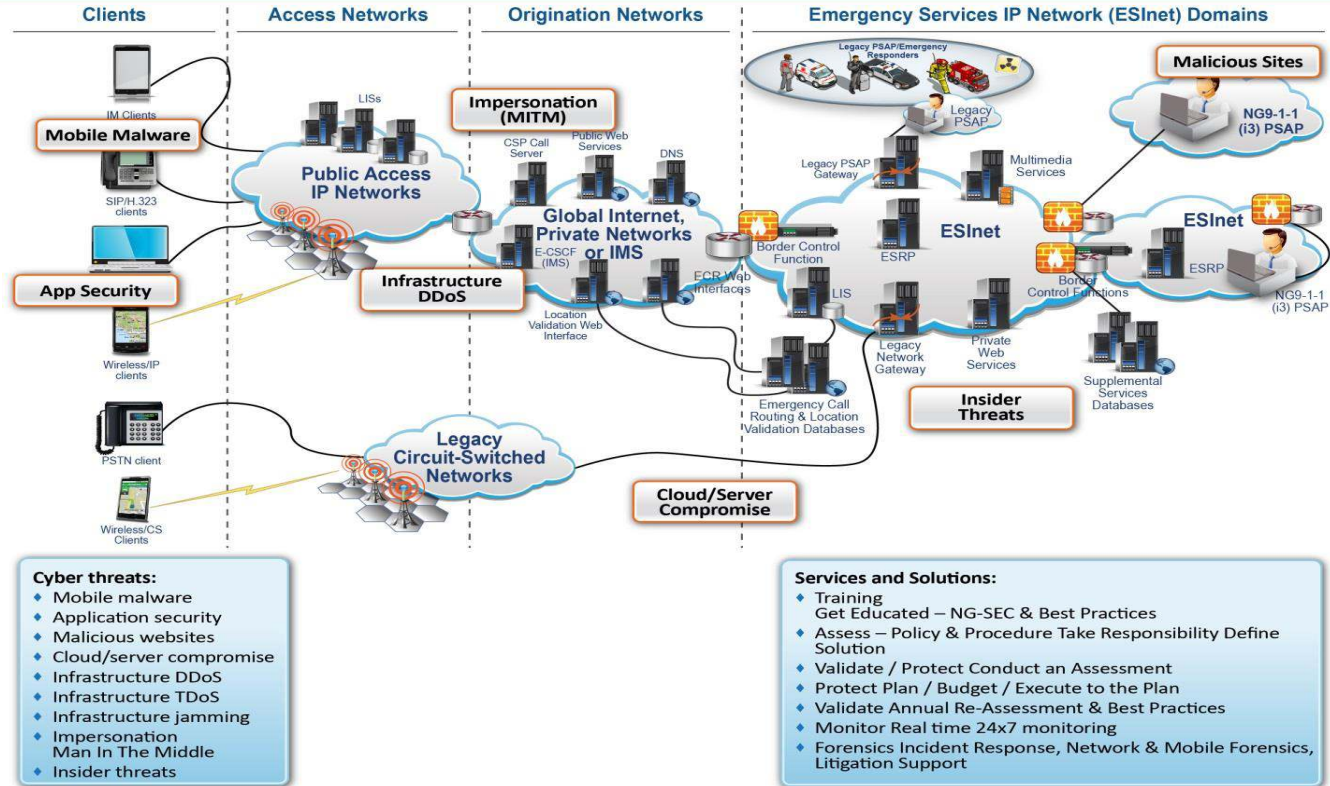 Clients
Access Networks
Origination Networks
Emergency Services IP Network (ESInet) Domains
IM Clients
Mobile Malware
SIP/H.323
clients
App Security
Wireless/IP
clients
PSTN client
Wireless/CS
Clients
LISs
Public Access
IP Networks
Legacy
Circuit-Switched
Networks
Impersonation
(MITM)
CSP Call
Server
Public Web
Services
DNS
Global Internet,
Private Networks
or IMS
E-CSCF
(IMS)
Infrastructure
DDoS
Location
Validation Web
Interface
ECR Web
Interfaces
Cloud/Server
Compromise
Legacy PSAP/Emergency
Responders
Legacy
PSAP
Legacy PSAP
Gateway
Multimedia
Services
ESInet
ESRP
Border Control
Function
LIS
Legacy
Network
Gateway
Private
Web
Services
Emergency Call
Routing & Location
Validation Databases
Insider
Threats
Malicious Sites
NG9-1-1
(i3) PSAP
ESInet
ESRP
Border
Control Functions
NG9-1-1
(i3) PSAP
Supplemental
Services
Databases
Cyber threats:
Mobile malware
Application security
Malicious websites
Cloud/server compromise
Infrastructure DDoS
Infrastructure TDoS
Infrastructure jamming
Impersonation
Man In The Middle
Insider threats
Services and Solutions:
Training
Get Educated – NG-SEC & Best Practices
Assess – Policy & Procedure Take Responsibility Define
Solution
Validate / Protect Conduct an Assessment
Protect Plan / Budget / Execute to the Plan
Validate Annual Re-Assessment & Best Practices
Monitor Real time 24x7 monitoring
Forensics Incident Response, Network & Mobile Forensics,
Litigation Support